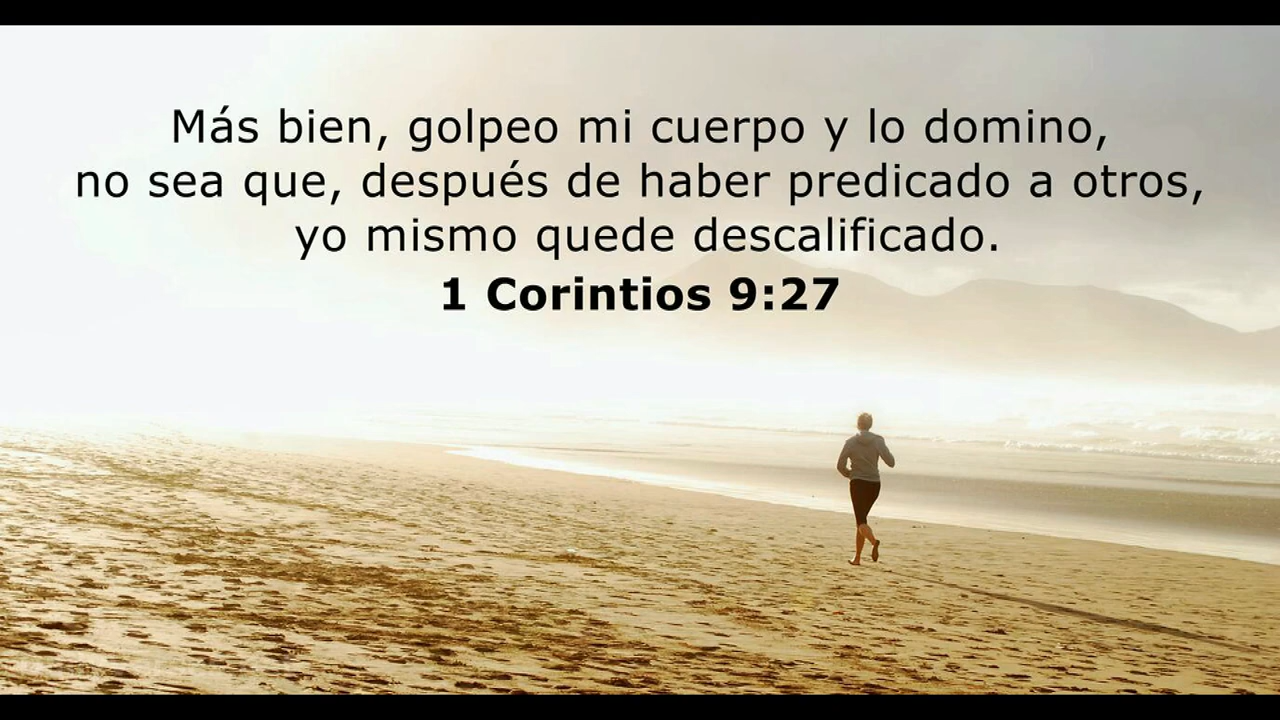 Más bien, golpeo mi cuerpo y lo domino,
no sea que, después de haber predicado a otros,
yo mismo quede descalificado.
1 Corintios 9:27